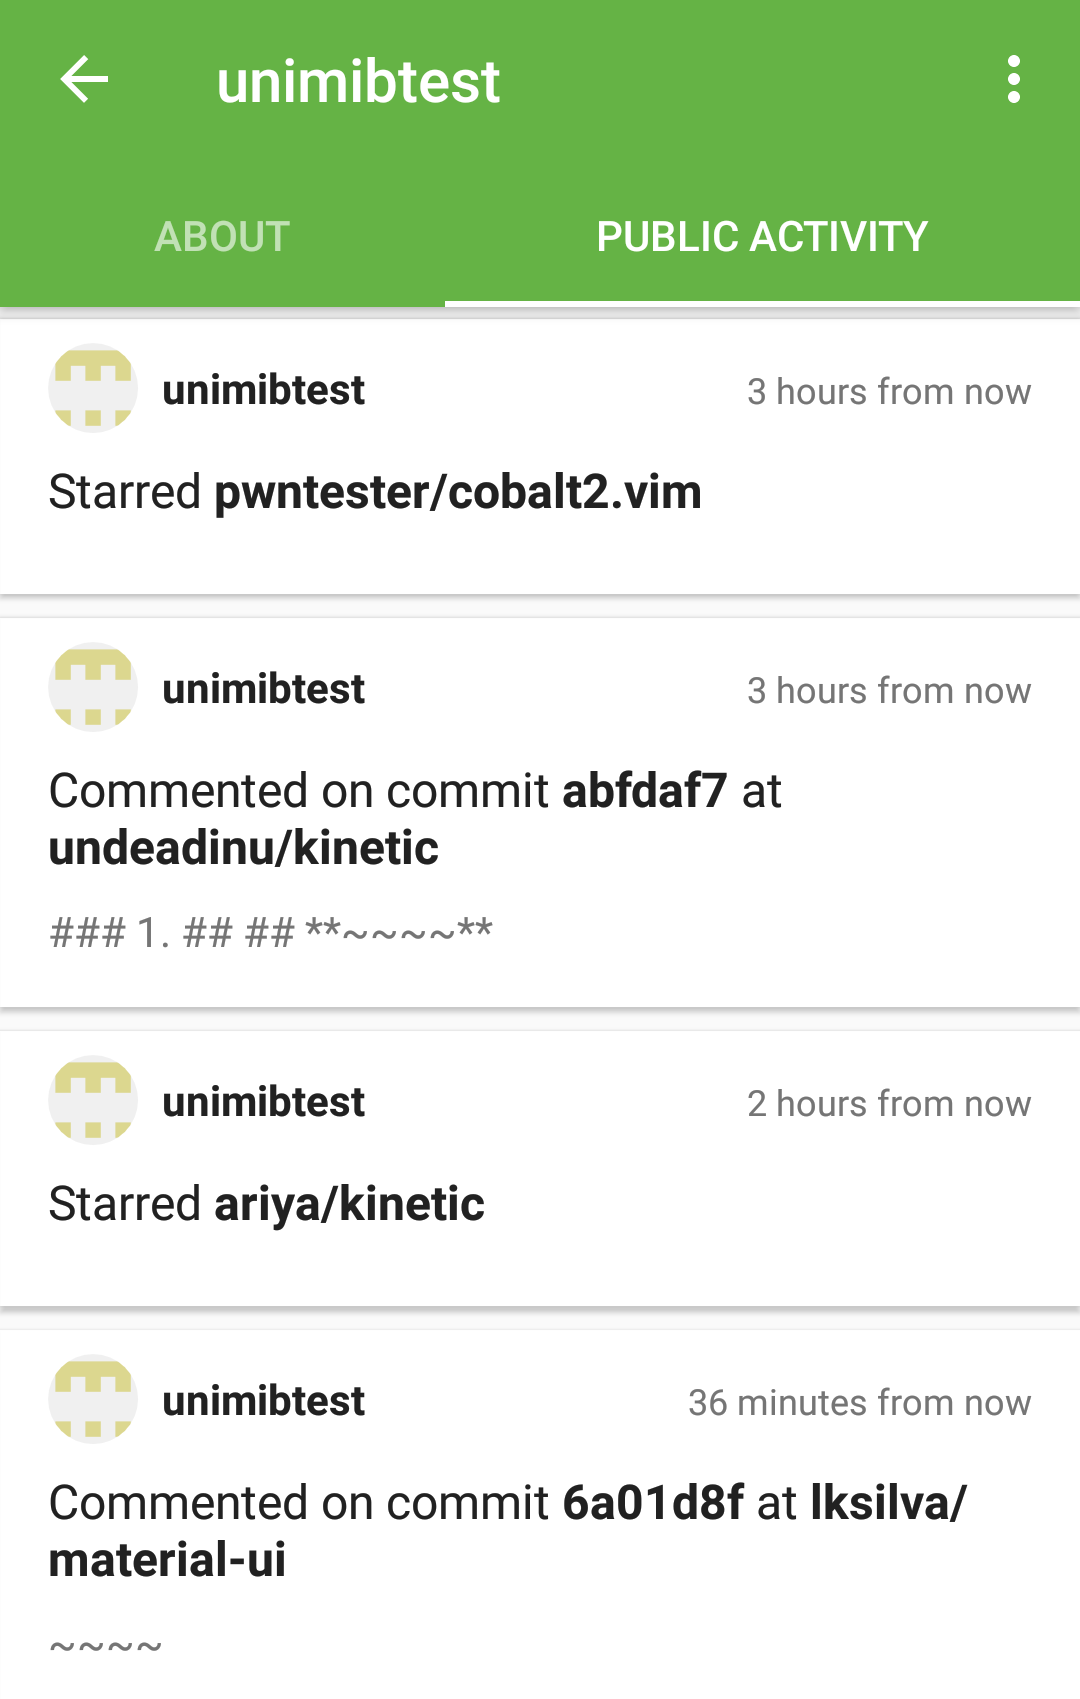 unimibtest
ABOUT
PUBLIC ACTIVITY
unimibtest
3 hours from now
Starred pwntester/cobalt2.vim
unimibtest
3 hours from now
Commented on commit abfdaf7 at
undeadinu/kinetic
### 1. ## ## **~~~~**
unimibtest
2 hours from now
Starred ariya/kinetic
unimibtest
36 minutes from now
Commented on commit 6a01d8f at lksilva/
material-ui
~~~~